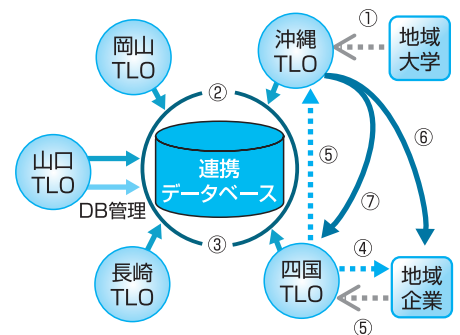 岡山
TLO
沖縄
TLO
①
地域
大学
②
⑥
山口
TLO
連携
データベース
⑤
DB管理
⑦
③
長崎
TLO
四国
TLO
④
地域
企業
⑤